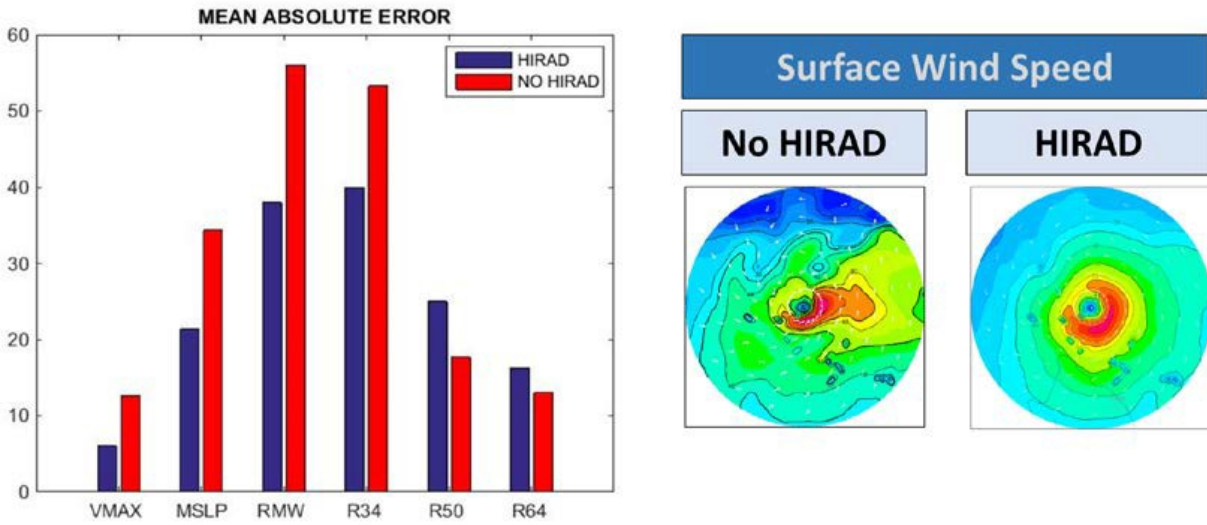 MEAN ABSOLUTE ERROR
60
50
40
30
20
10
0
HIRAD
NO HIRAD
VMAX MSLP RMW R34 R50 R64
Surface Wind Speed
No HIRAD HIRAD